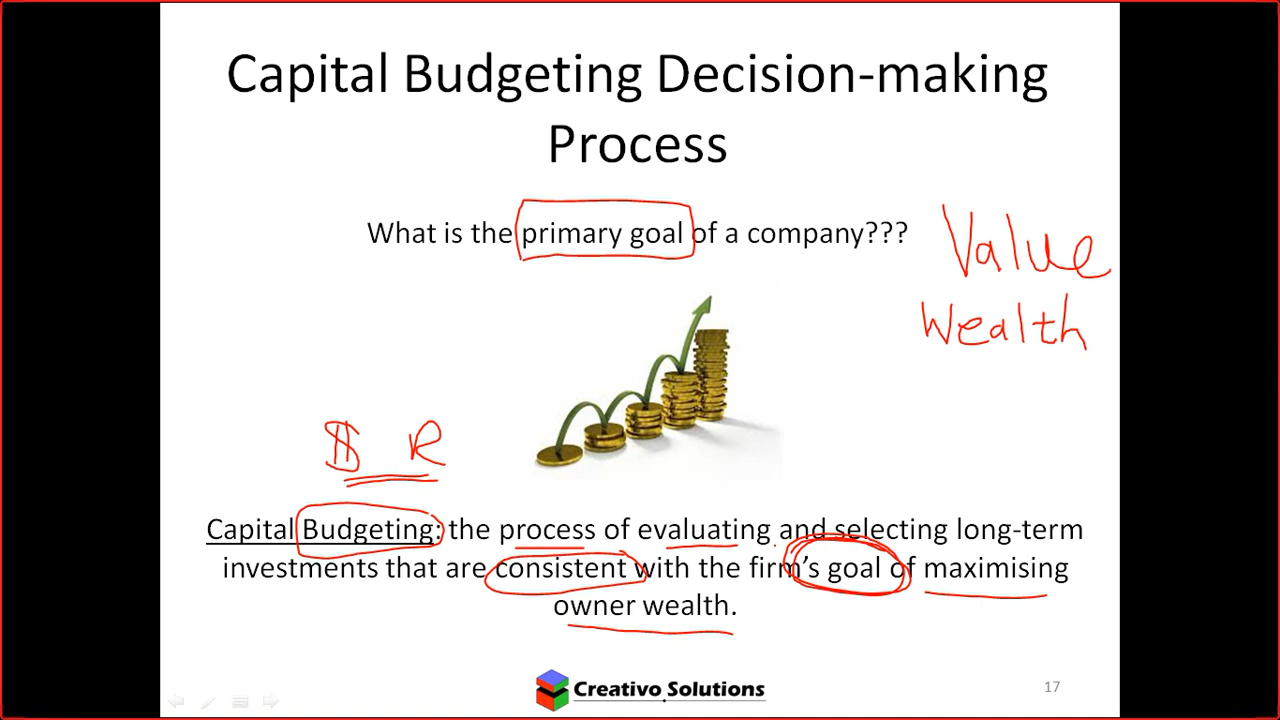 Capital Budgeting Decision-making
Process
What is the primary goal of a company???
Value
Wealth
$ R
Capital Budgeting: the process of evaluating and selecting long-term
investments that are consistent with the firm's goal of maximising
owner wealth.
Creativo Solutions
17